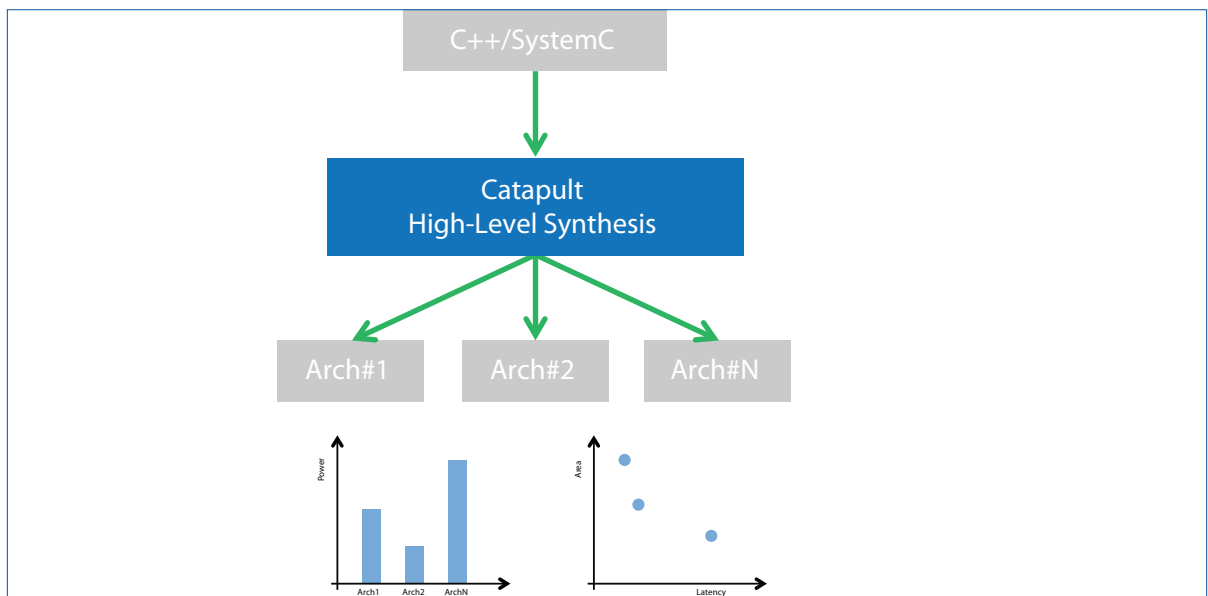 C++/SystemC
Catapult
High-Level Synthesis
Arch#1
Arch#2
Arch#N
Power
Arch1
Arch2
ArchN
Area
Latency